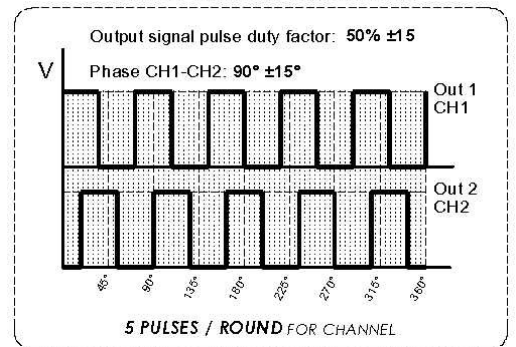 Output signal pulse duty factor: 50% ±15
V
Phase CH1-CH2: 90° ±15°
Out 1
CH1
Out 2
CH2
45° 90° 135° 180° 225° 270° 315° 360°
5 PULSES / ROUND FOR CHANNEL